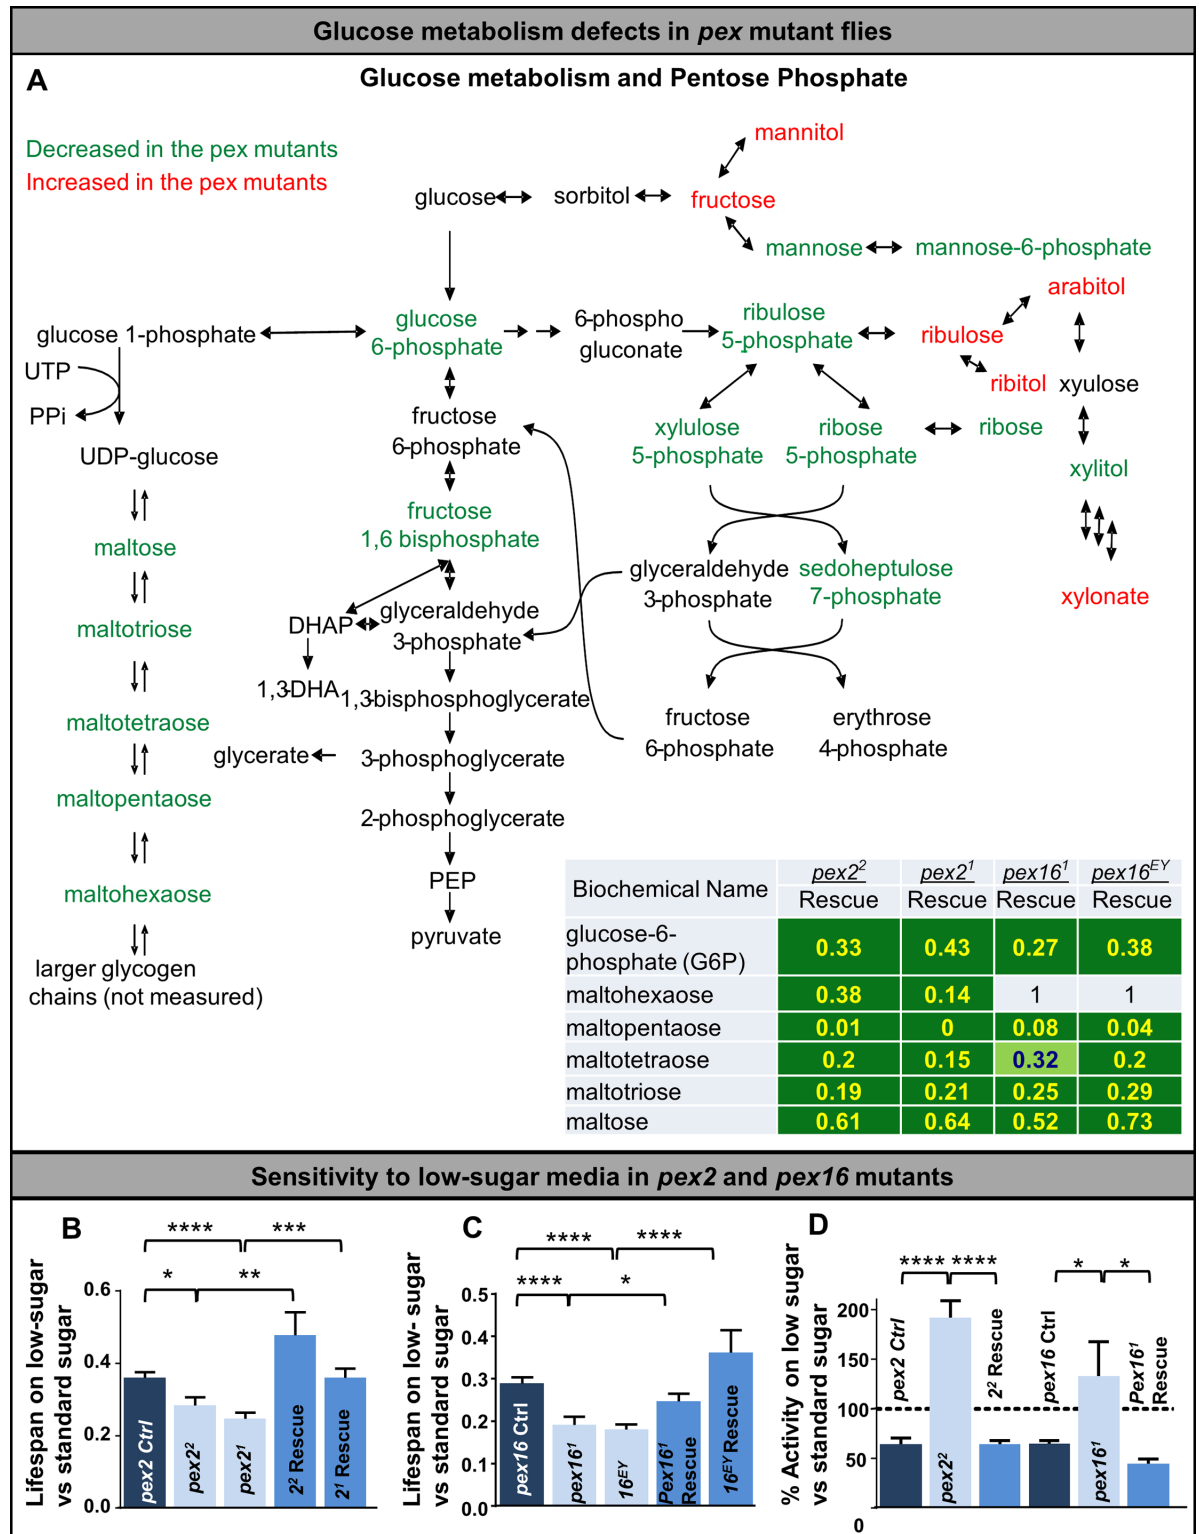 Glucose metabolism defects in pex mutant flies
A
Glucose metabolism and Pentose Phosphate
Decreased in the pex mutants
Increased in the pex mutants
mannitol
glucose
sorbitol
fructose
mannose
mannose-6-phosphate
arabitol
glucose 1-phosphate
glucose
6-phosphate
6-phospho
gluconate
ribulose
5-phosphate
ribulose
ribitol
xyulose
UTP
PPi
fructose
6-phosphate
xylulose
5-phosphate
ribose
5-phosphate
ribose
xylitol
UDP-glucose
fructose
1,6 bisphosphate
maltose
glyceraldehyde
3-phosphate
sedoheptulose
7-phosphate
xylonate
maltotriose
DHAP
glyceraldehyde
3-phosphate
1,3-DHA
1,3-bisphosphoglycerate
maltotetraose
fructose
6-phosphate
erythrose
4-phosphate
glycerate
3-phosphoglycerate
maltopentaose
2-phosphoglycerate
maltohexaose
PEP
pyruvate
larger glycogen
chains (not measured)
Biochemical Name
pex2²
pex2¹
pex16¹
pex16ᴱʸ
Rescue
Rescue
Rescue
Rescue
glucose-6-
phosphate (G6P)
0.33
0.43
0.27
0.38
maltohexaose
0.38
0.14
1
1
maltopentaose
0.01
0
0.08
0.04
maltotetraose
0.2
0.15
0.32
0.2
maltotriose
0.19
0.21
0.25
0.29
maltose
0.61
0.64
0.52
0.73
Sensitivity to low-sugar media in pex2 and pex16 mutants
B
Lifespan on low-sugar
vs standard sugar
0.6
0.4
0.2
0.0
****
***
*
**
pex2 Ctrl
pex2²
pex2¹
2² Rescue
2¹ Rescue
C
Lifespan on low- sugar
vs standard sugar
0.5
0.4
0.3
0.2
0.1
0.0
****
****
****
*
pex16 Ctrl
pex16¹
16ᴱʸ
Pex16¹
Rescue
16ᴱʸ Rescue
D
% Activity on low sugar
vs standard sugar
200
150
100
50
0
****
****
*
*
pex2 Ctrl
pex2²
2² Rescue
pex16 Ctrl
pex16¹
Pex16¹
Rescue